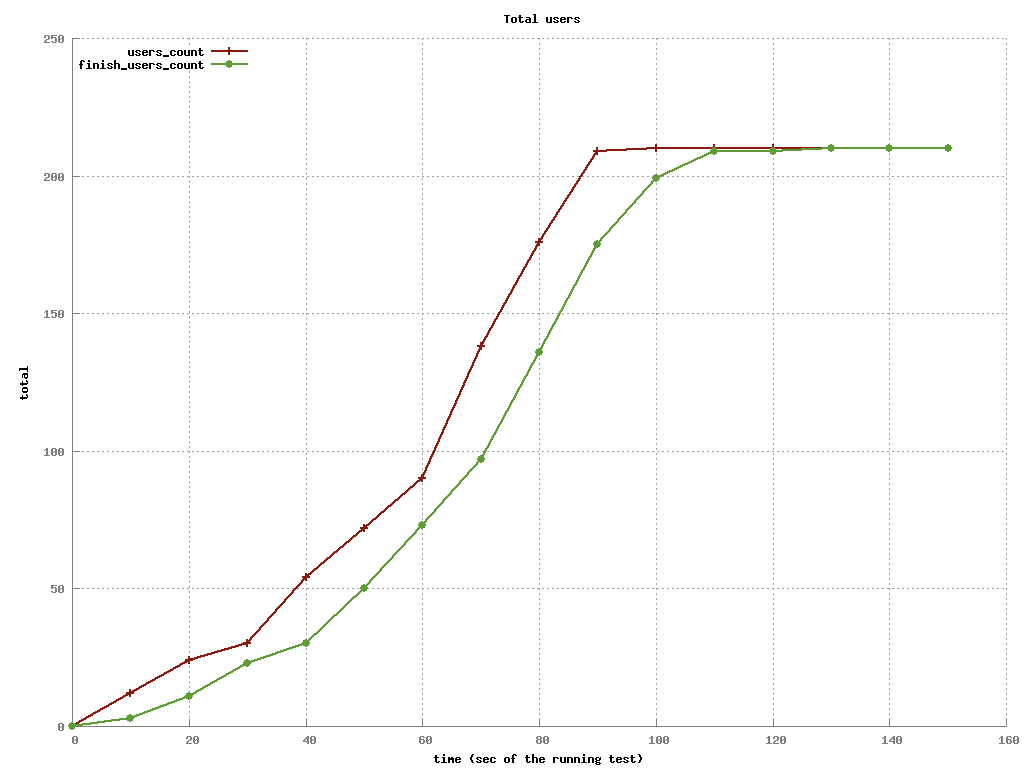 Total users
250
users_count
finish_users_count
200
150
total
100
50
0
0 20 40 60 80 100 120 140 160
time (sec of the running test)